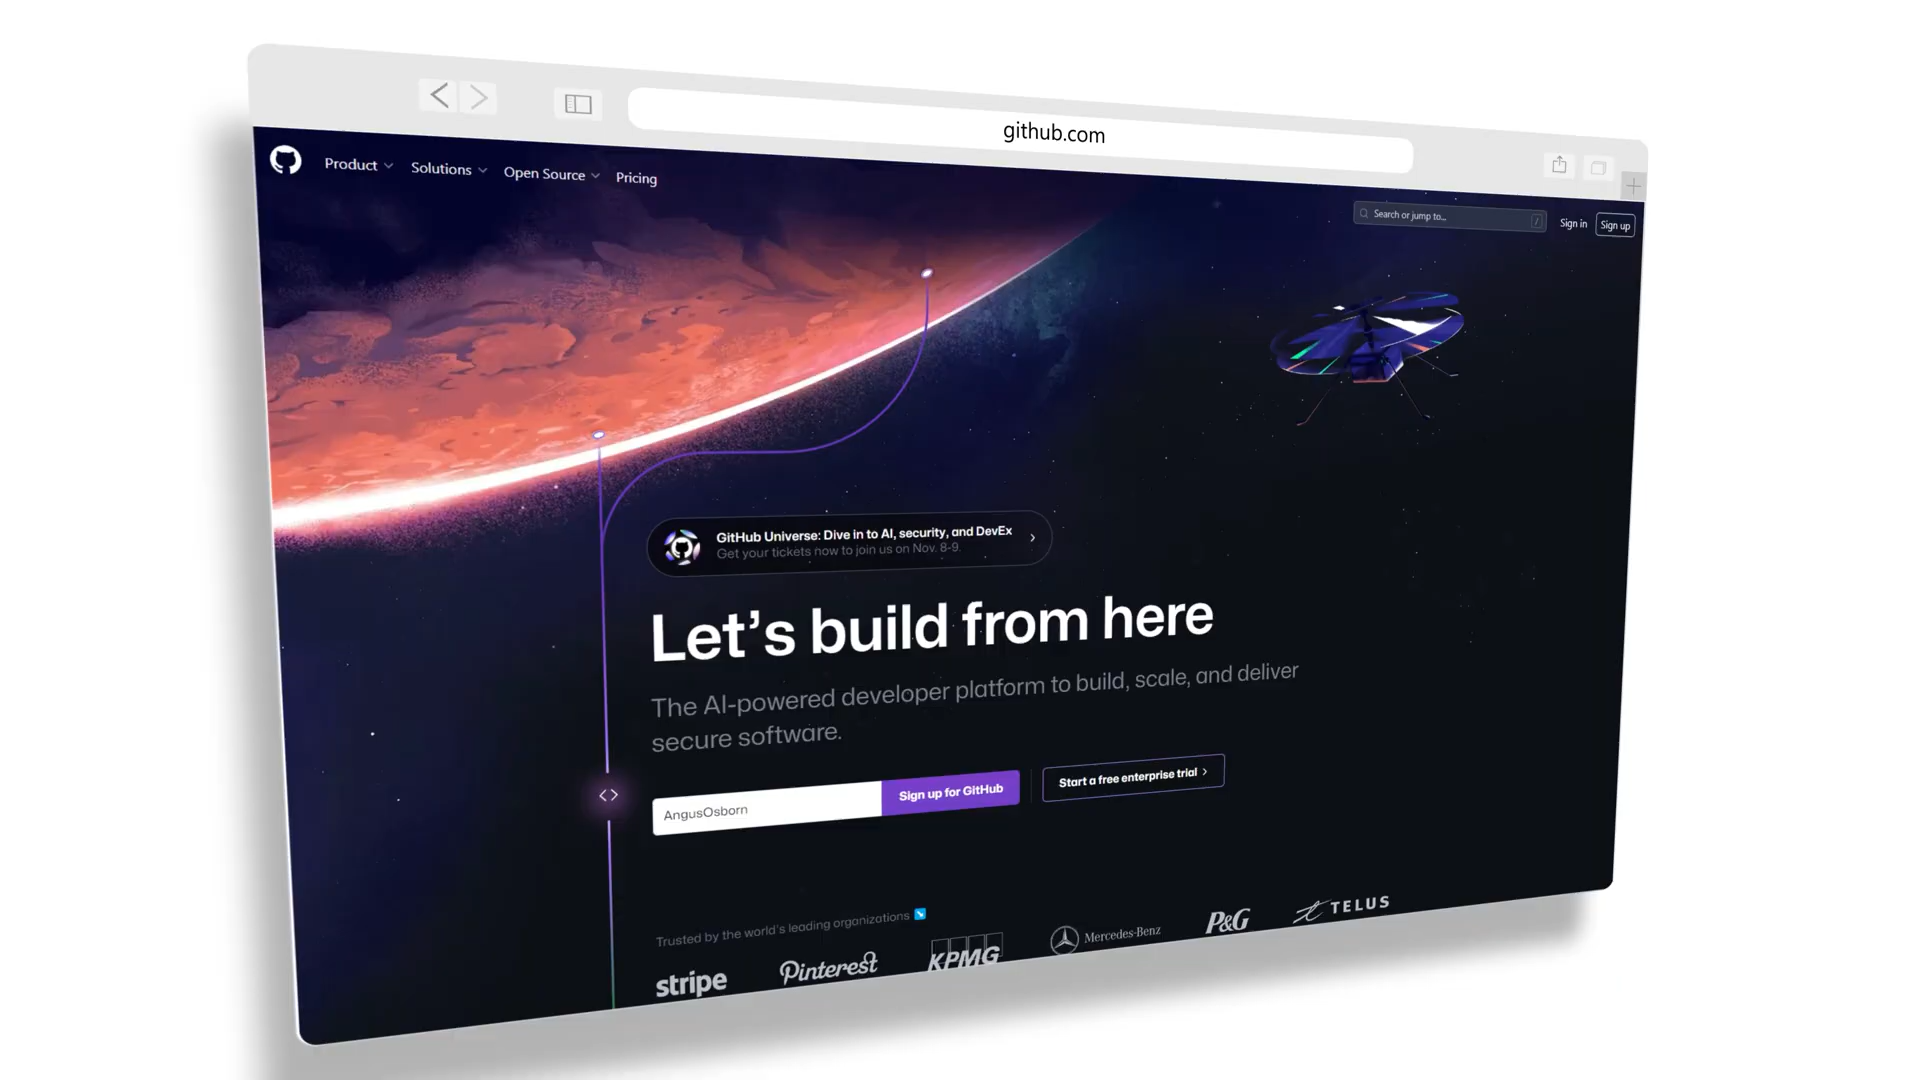 github.com
Product
Solutions
Open Source
Pricing
Search or jump to...
/
Sign in
Sign up
GitHub Universe: Dive in to AI, security, and DevEx
Get your tickets now to join us on Nov. 8-9.
Let's build from here
The AI-powered developer platform to build, scale, and deliver
secure software.
AngusOsborn
Sign up for GitHub
Start a free enterprise trial
Trusted by the world's leading organizations
stripe
Pinterest
KPMG
Mercedes-Benz
P&G
TELUS